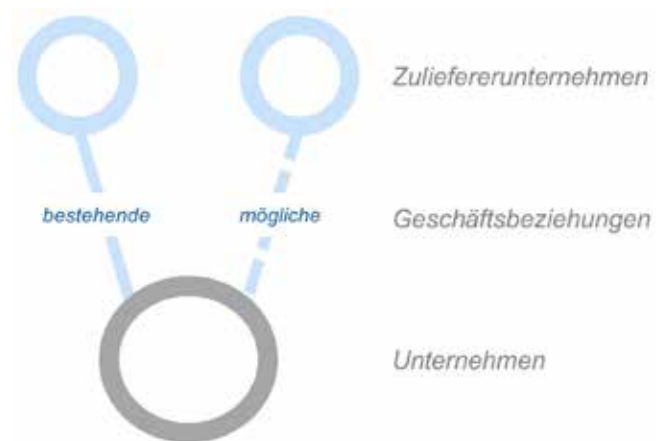 Zuliefererunternehmen
bestehende
mögliche
Geschäftsbeziehungen
Unternehmen